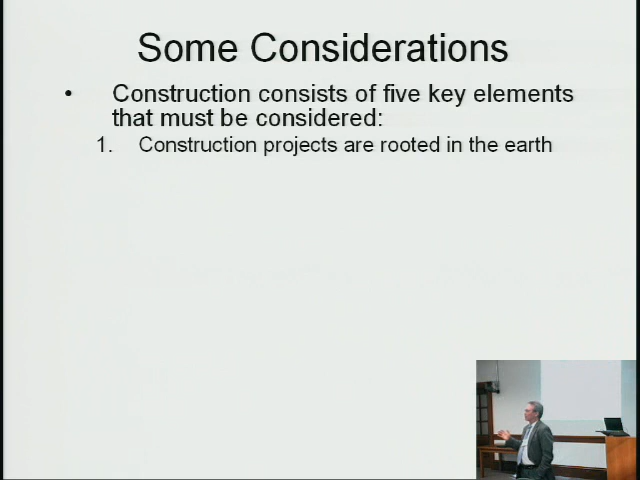 Some Considerations
• Construction consists of five key elements
that must be considered:
1. Construction projects are rooted in the earth